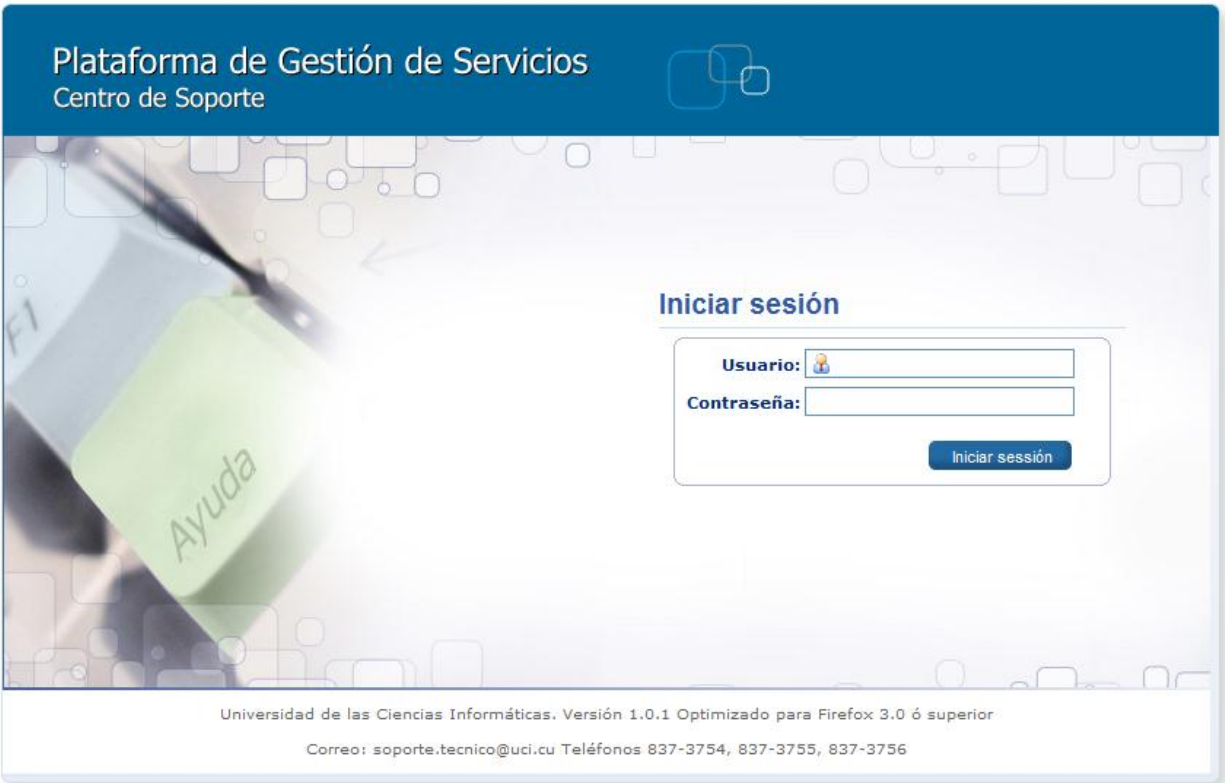 Plataforma de Gestión de Servicios
Centro de Soporte
F1
Ayuda
Iniciar sesión
Usuario:
Contraseña:
Iniciar sessión
Universidad de las Ciencias Informáticas. Versión 1.0.1 Optimizado para Firefox 3.0 ó superior
Correo: soporte.tecnico@uci.cu Teléfonos 837-3754, 837-3755, 837-3756